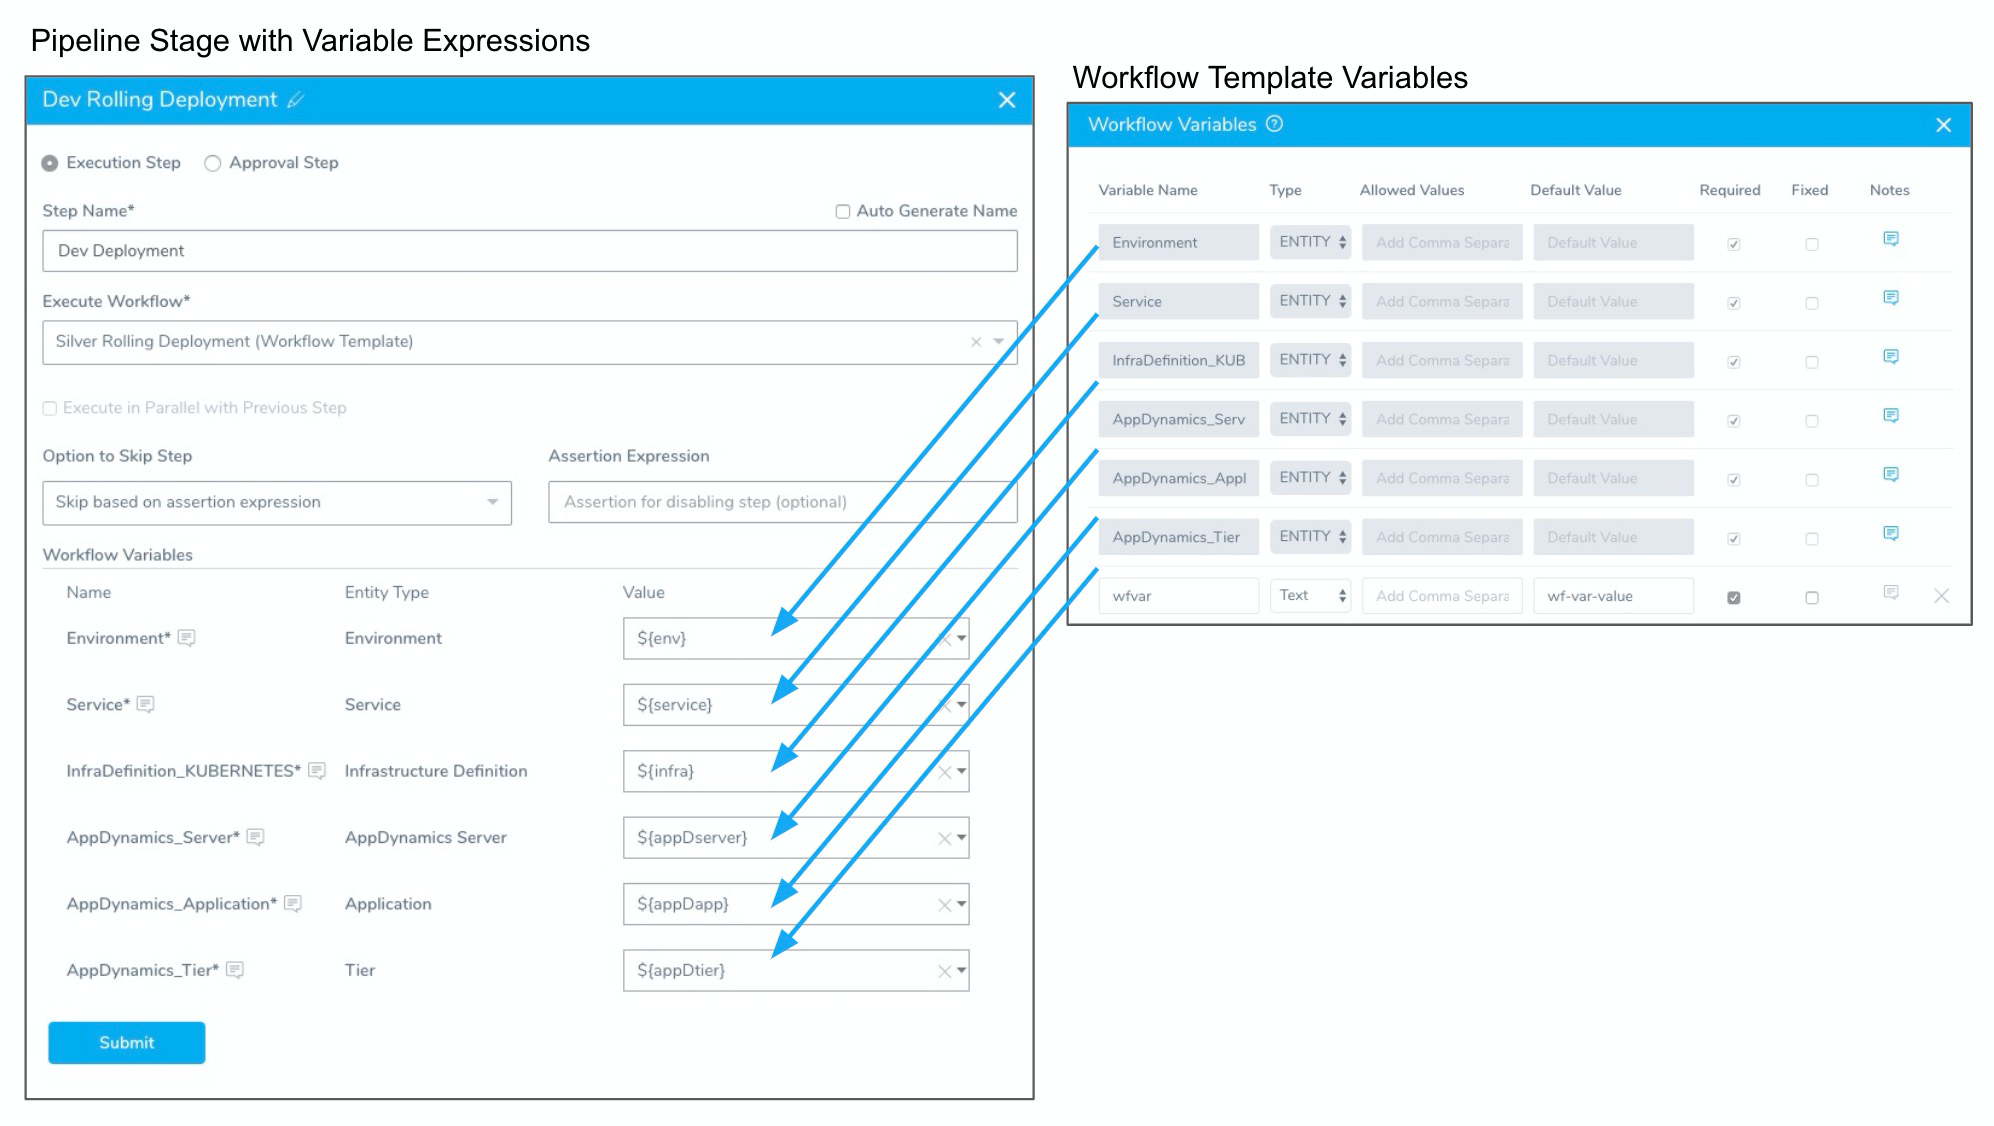 Pipeline Stage with Variable Expressions
Dev Rolling Deployment
Execution Step Approval Step
Step Name* Auto Generate Name
Dev Deployment
Execute Workflow*
Silver Rolling Deployment (Workflow Template)
Execute in Parallel with Previous Step
Option to Skip Step Assertion Expression
Skip based on assertion expression Assertion for disabling step (optional)
Workflow Variables
Name Entity Type Value
Environment* Environment ${env}
Service* Service ${service}
InfraDefinition_KUBERNETES* Infrastructure Definition ${infra}
AppDynamics_Server* AppDynamics Server ${appDserver}
AppDynamics_Application* Application ${appDapp}
AppDynamics_Tier* Tier ${appDtier}
Submit
Workflow Template Variables
Workflow Variables
Variable Name Type Allowed Values Default Value Required Fixed Notes
Environment ENTITY Add Comma Separa Default Value
Service ENTITY Add Comma Separa Default Value
InfraDefinition_KUB ENTITY Add Comma Separa Default Value
AppDynamics_Serv ENTITY Add Comma Separa Default Value
AppDynamics_Appl ENTITY Add Comma Separa Default Value
AppDynamics_Tier ENTITY Add Comma Separa Default Value
wfvar Text Add Comma Separa wf-var-value